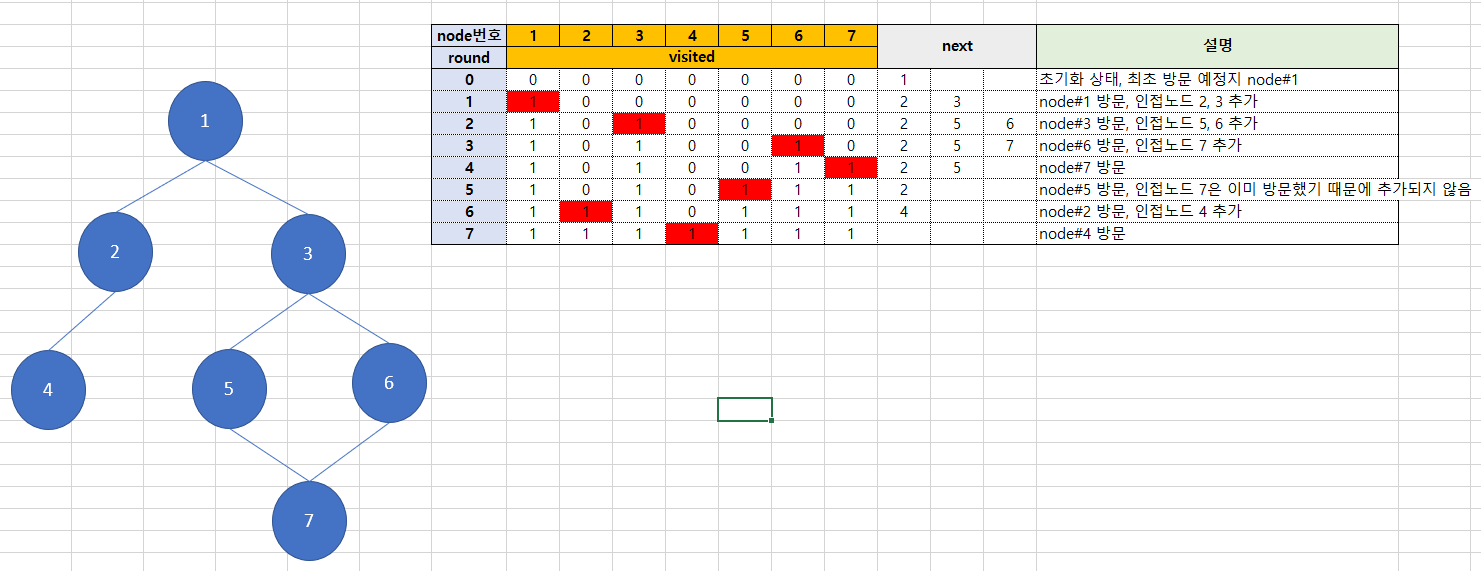 node번호 1 2 3 4 5 6 7 next 설명
round visited
0 0 0 0 0 0 0 0 1 초기화 상태, 최초 방문 예정지 node#1
1 1 0 0 0 0 0 0 2 3 node#1 방문, 인접노드 2, 3 추가
2 1 0 1 0 0 0 0 2 5 6 node#3 방문, 인접노드 5, 6 추가
3 1 0 1 0 0 1 0 2 5 7 node#6 방문, 인접노드 7 추가
4 1 0 1 0 0 1 1 2 5 node#7 방문
5 1 0 1 0 1 1 1 2 node#5 방문, 인접노드 7은 이미 방문했기 때문에 추가되지 않음
6 1 1 1 0 1 1 1 4 node#2 방문, 인접노드 4 추가
7 1 1 1 1 1 1 1 node#4 방문
1
2 3
4 5 6
7